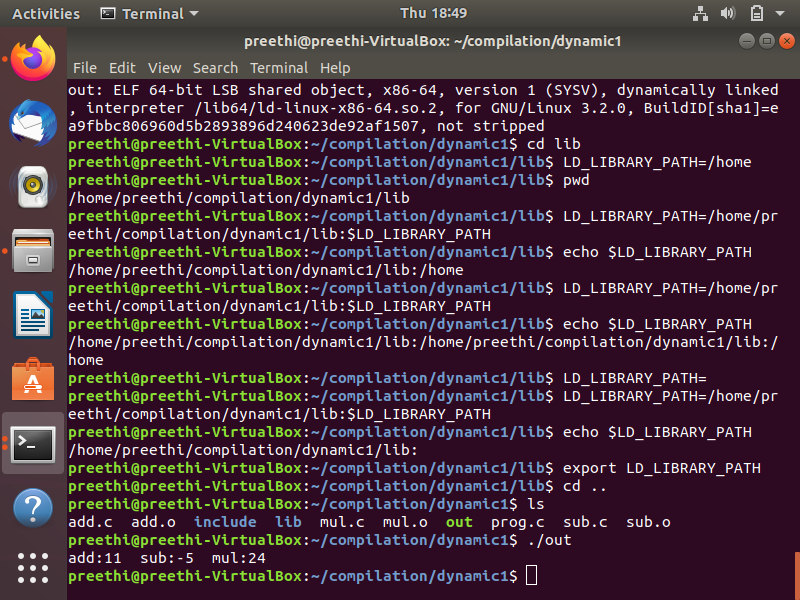 Activities Terminal Thu 18:49
preethi@preethi-VirtualBox: ~/compilation/dynamic1
File Edit View Search Terminal Help
out: ELF 64-bit LSB shared object, x86-64, version 1 (SYSV), dynamically linked
, interpreter /lib64/ld-linux-x86-64.so.2, for GNU/Linux 3.2.0, BuildID[sha1]=e
a9fbbc806960d5b2893896d240623de92af1507, not stripped
preethi@preethi-VirtualBox:~/compilation/dynamic1$ cd lib
preethi@preethi-VirtualBox:~/compilation/dynamic1/lib$ LD_LIBRARY_PATH=/home
preethi@preethi-VirtualBox:~/compilation/dynamic1/lib$ pwd
/home/preethi/compilation/dynamic1/lib
preethi@preethi-VirtualBox:~/compilation/dynamic1/lib$ LD_LIBRARY_PATH=/home/pr
eethi/compilation/dynamic1/lib:$LD_LIBRARY_PATH
preethi@preethi-VirtualBox:~/compilation/dynamic1/lib$ echo $LD_LIBRARY_PATH
/home/preethi/compilation/dynamic1/lib:/home
preethi@preethi-VirtualBox:~/compilation/dynamic1/lib$ LD_LIBRARY_PATH=/home/pr
eethi/compilation/dynamic1/lib:$LD_LIBRARY_PATH
preethi@preethi-VirtualBox:~/compilation/dynamic1/lib$ echo $LD_LIBRARY_PATH
/home/preethi/compilation/dynamic1/lib:/home/preethi/compilation/dynamic1/lib:/
home
preethi@preethi-VirtualBox:~/compilation/dynamic1/lib$ LD_LIBRARY_PATH=
preethi@preethi-VirtualBox:~/compilation/dynamic1/lib$ LD_LIBRARY_PATH=/home/pr
eethi/compilation/dynamic1/lib:$LD_LIBRARY_PATH
preethi@preethi-VirtualBox:~/compilation/dynamic1/lib$ echo $LD_LIBRARY_PATH
/home/preethi/compilation/dynamic1/lib:
preethi@preethi-VirtualBox:~/compilation/dynamic1/lib$ export LD_LIBRARY_PATH
preethi@preethi-VirtualBox:~/compilation/dynamic1/lib$ cd ..
preethi@preethi-VirtualBox:~/compilation/dynamic1$ ls
add.c add.o include lib mul.c mul.o out prog.c sub.c sub.o
preethi@preethi-VirtualBox:~/compilation/dynamic1$ ./out
add:11 sub:-5 mul:24
preethi@preethi-VirtualBox:~/compilation/dynamic1$